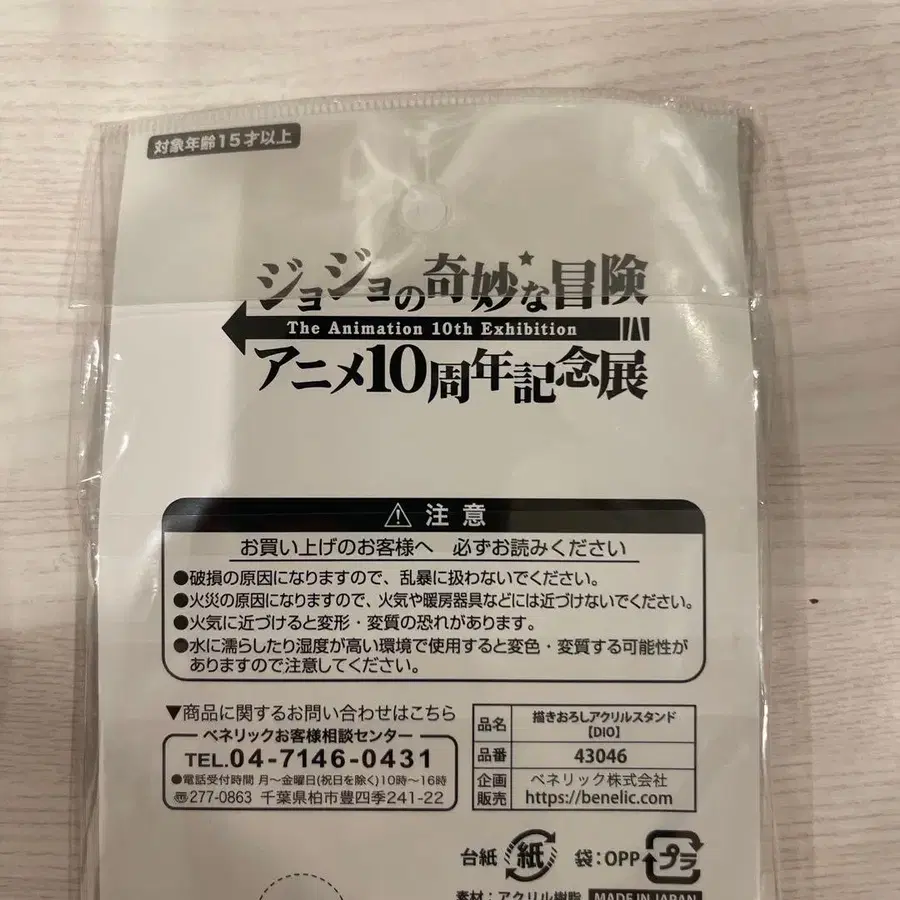 対象年齢15才以上
ジョジョの奇妙な冒険
The Animation 10th Exhibition
アニメ10周年記念展
注意
お買い上げのお客様へ 必ずお読みください
●破損の原因になりますので、乱暴に扱わないでください。
●火災の原因になりますので、火気や暖房器具などには近づけないでください。
●火気に近づけると変形・変質の恐れがあります。
●水に濡らしたり湿度が高い環境で使用すると変色・変質する可能性が
ありますので注意してください。
▼商品に関するお問い合わせはこちら
ベネリックお客様相談センター
TEL.04-7146-0431
●電話受付時間 月〜金曜日(祝日を除く)10時〜16時
〠277-0863 千葉県柏市豊四季241-22
品名 描きおろしアクリルスタンド
【DIO】
品番 43046
企画 ベネリック株式会社
販売 https://benelic.com
台紙 紙 袋:OPP プラ
素材:アクリル樹脂 MADE IN JAPAN